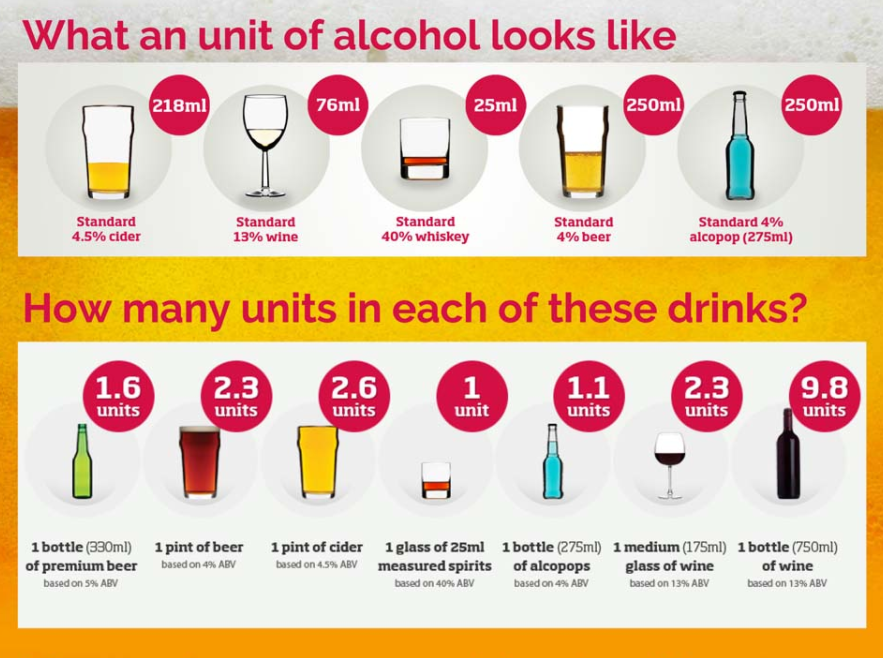 What an unit of alcohol looks like
218ml
76ml
25ml
250ml
250ml
Standard
4.5% cider
Standard
13% wine
Standard
40% whiskey
Standard
4% beer
Standard 4%
alcopop (275ml)
How many units in each of these drinks?
1.6
units
2.3
units
2.6
units
1
unit
1.1
units
2.3
units
9.8
units
1 bottle (330ml)
of premium beer
based on 5% ABV
1 pint of beer
based on 4% ABV
1 pint of cider
based on 4.5% ABV
1 glass of 25ml
measured spirits
based on 40% ABV
1 bottle (275ml)
of alcopops
based on 4% ABV
1 medium (175ml)
glass of wine
based on 13% ABV
1 bottle (750ml)
of wine
based on 13% ABV